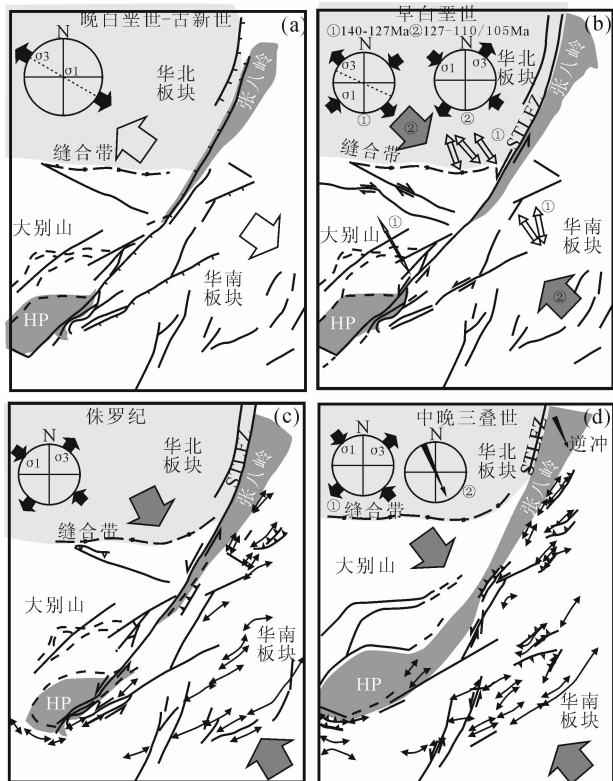 晚白垩世-古新世
(a)
N
σ3
σ1
华北
板块
张八岭
缝合带
大别山
华南
板块
HP
早白垩世
(b)
①140-127Ma②127-110/105Ma
N
σ3
σ1
①
σ1
σ3
②
华北
板块
张八岭
STLFZ
②
①
缝合带
①
①
大别山
华南
板块
②
HP
侏罗纪
(c)
N
σ1
σ3
华北
板块
STLFZ
张八岭
缝合带
大别山
华南
板块
HP
中晚三叠世
(d)
N
σ1
σ3
①
N
②
华北
板块
STLFZ
张八岭
逆冲
缝合带
大别山
华南
板块
HP